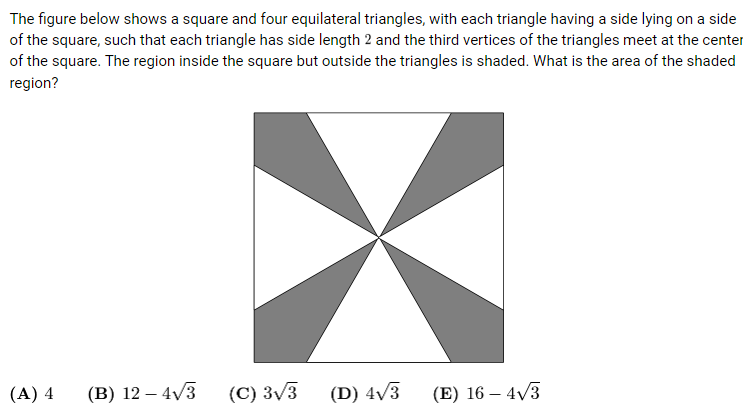 The figure below shows a square and four equilateral triangles, with each triangle having a side lying on a side
of the square, such that each triangle has side length 2 and the third vertices of the triangles meet at the center
of the square. The region inside the square but outside the triangles is shaded. What is the area of the shaded
region?
(A) 4 (B) 12 − 4√3 (C) 3√3 (D) 4√3 (E) 16 − 4√3